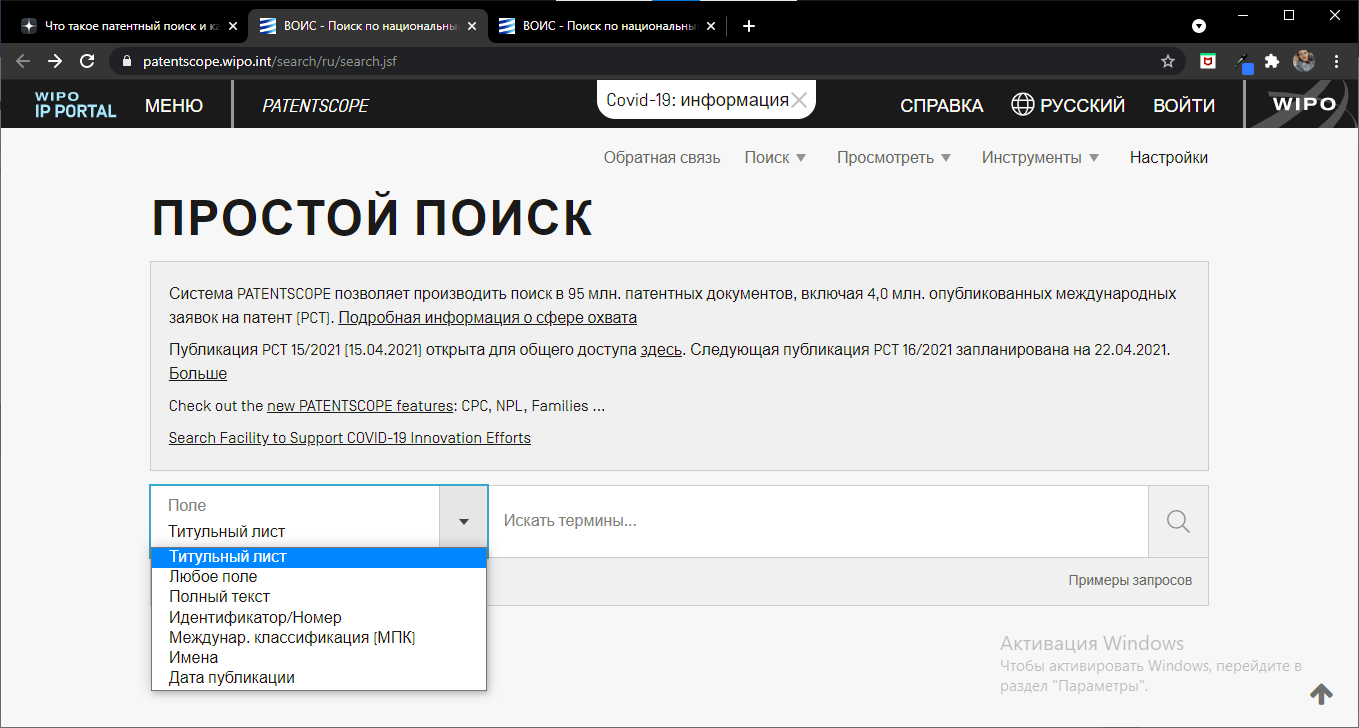 Что такое патентный поиск и ка
ВОИС - Поиск по национальны
ВОИС - Поиск по национальны
patentscope.wipo.int/search/ru/search.jsf
WIPO
IP PORTAL
МЕНЮ
PATENTSCOPE
Covid-19: информация
СПРАВКА
РУССКИЙ
ВОЙТИ
WIPO
Обратная связь
Поиск
Просмотреть
Инструменты
Настройки
ПРОСТОЙ ПОИСК
Система PATENTSCOPE позволяет производить поиск в 95 млн. патентных документов, включая 4,0 млн. опубликованных международных
заявок на патент (PCT). Подробная информация о сфере охвата
Публикация PCT 15/2021 (15.04.2021) открыта для общего доступа здесь. Следующая публикация PCT 16/2021 запланирована на 22.04.2021.
Больше
Check out the new PATENTSCOPE features: CPC, NPL, Families ...
Search Facility to Support COVID-19 Innovation Efforts
Поле
Титульный лист
Искать термины...
Титульный лист
Любое поле
Полный текст
Идентификатор/Номер
Междунар. классификация (МПК)
Имена
Дата публикации
Примеры запросов
Активация Windows
Чтобы активировать Windows, перейдите в
раздел "Параметры".